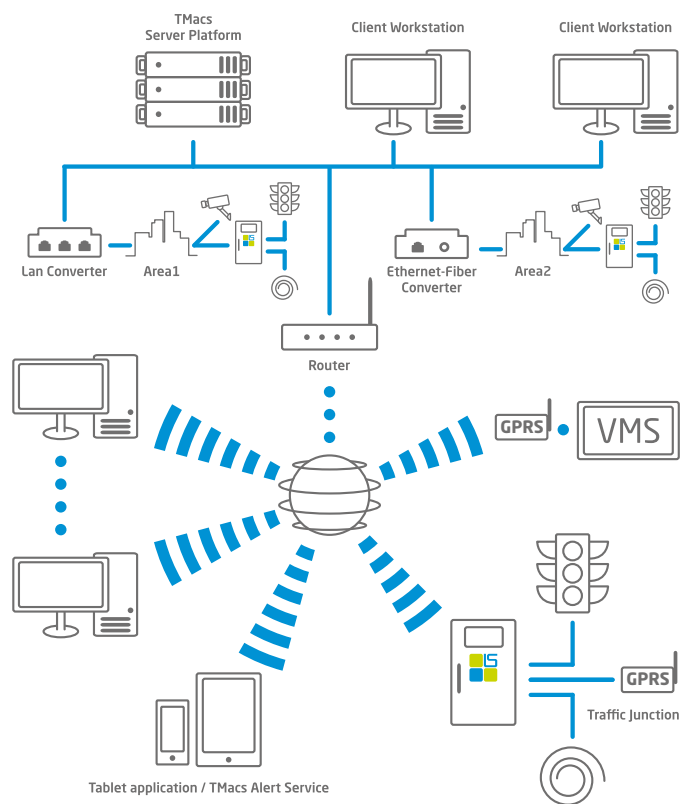 TMacs
Server Platform
Client Workstation
Client Workstation
Lan Converter
Area1
Ethernet-Fiber
Converter
Area2
Router
GPRS
VMS
IS
GPRS
Traffic Junction
Tablet application / TMacs Alert Service